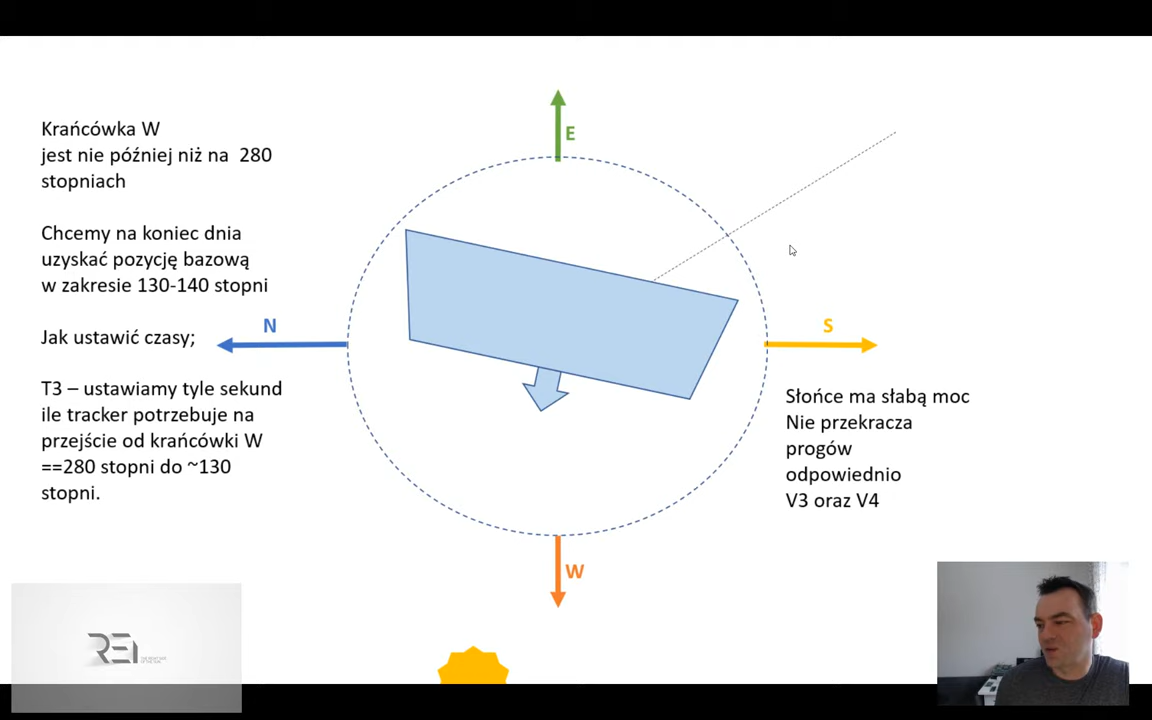 Krańcówka W
jest nie później niż na 280
stopniach
Chcemy na koniec dnia
uzyskać pozycję bazową
w zakresie 130-140 stopni
Jak ustawić czasy;
T3 – ustawiamy tyle sekund
ile tracker potrzebuje na
przejście od krańcówki W
==280 stopni do ~130
stopni.
E
N
S
W
Słońce ma słabą moc
Nie przekracza
progów
odpowiednio
V3 oraz V4
REI